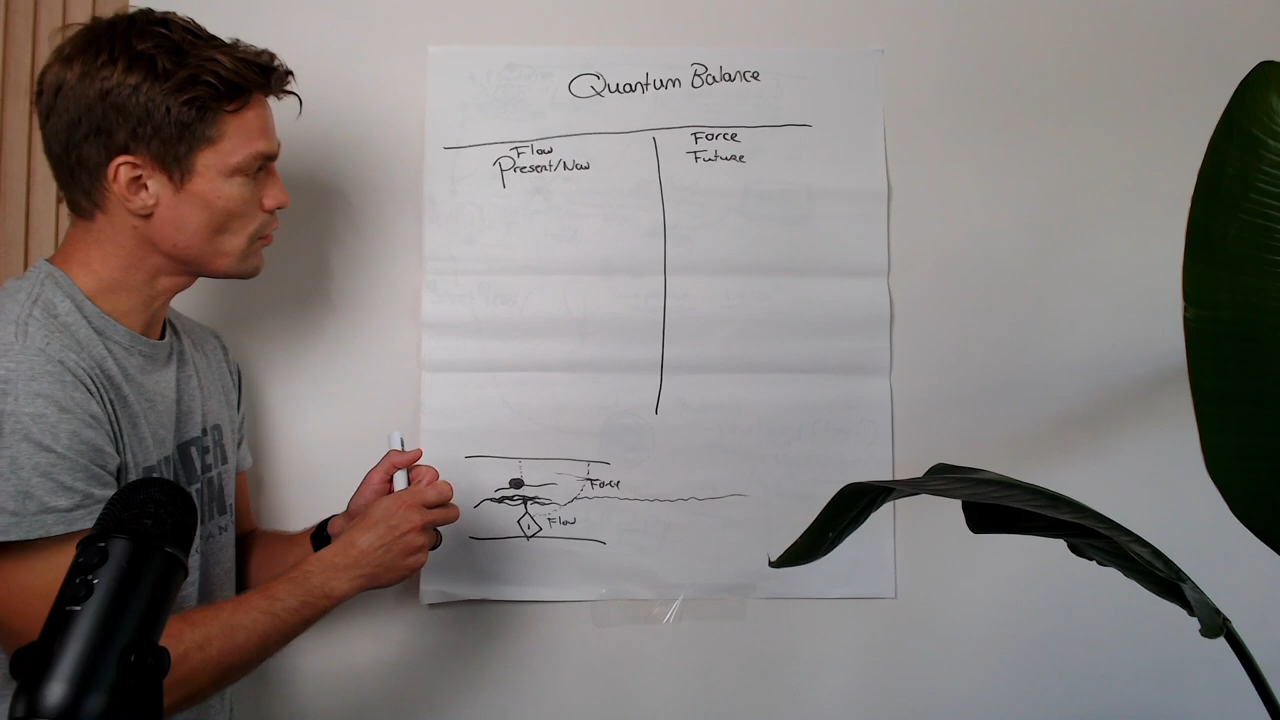 Quantum Balance
Flow
Present/Now
Force
Future
Force
Flow